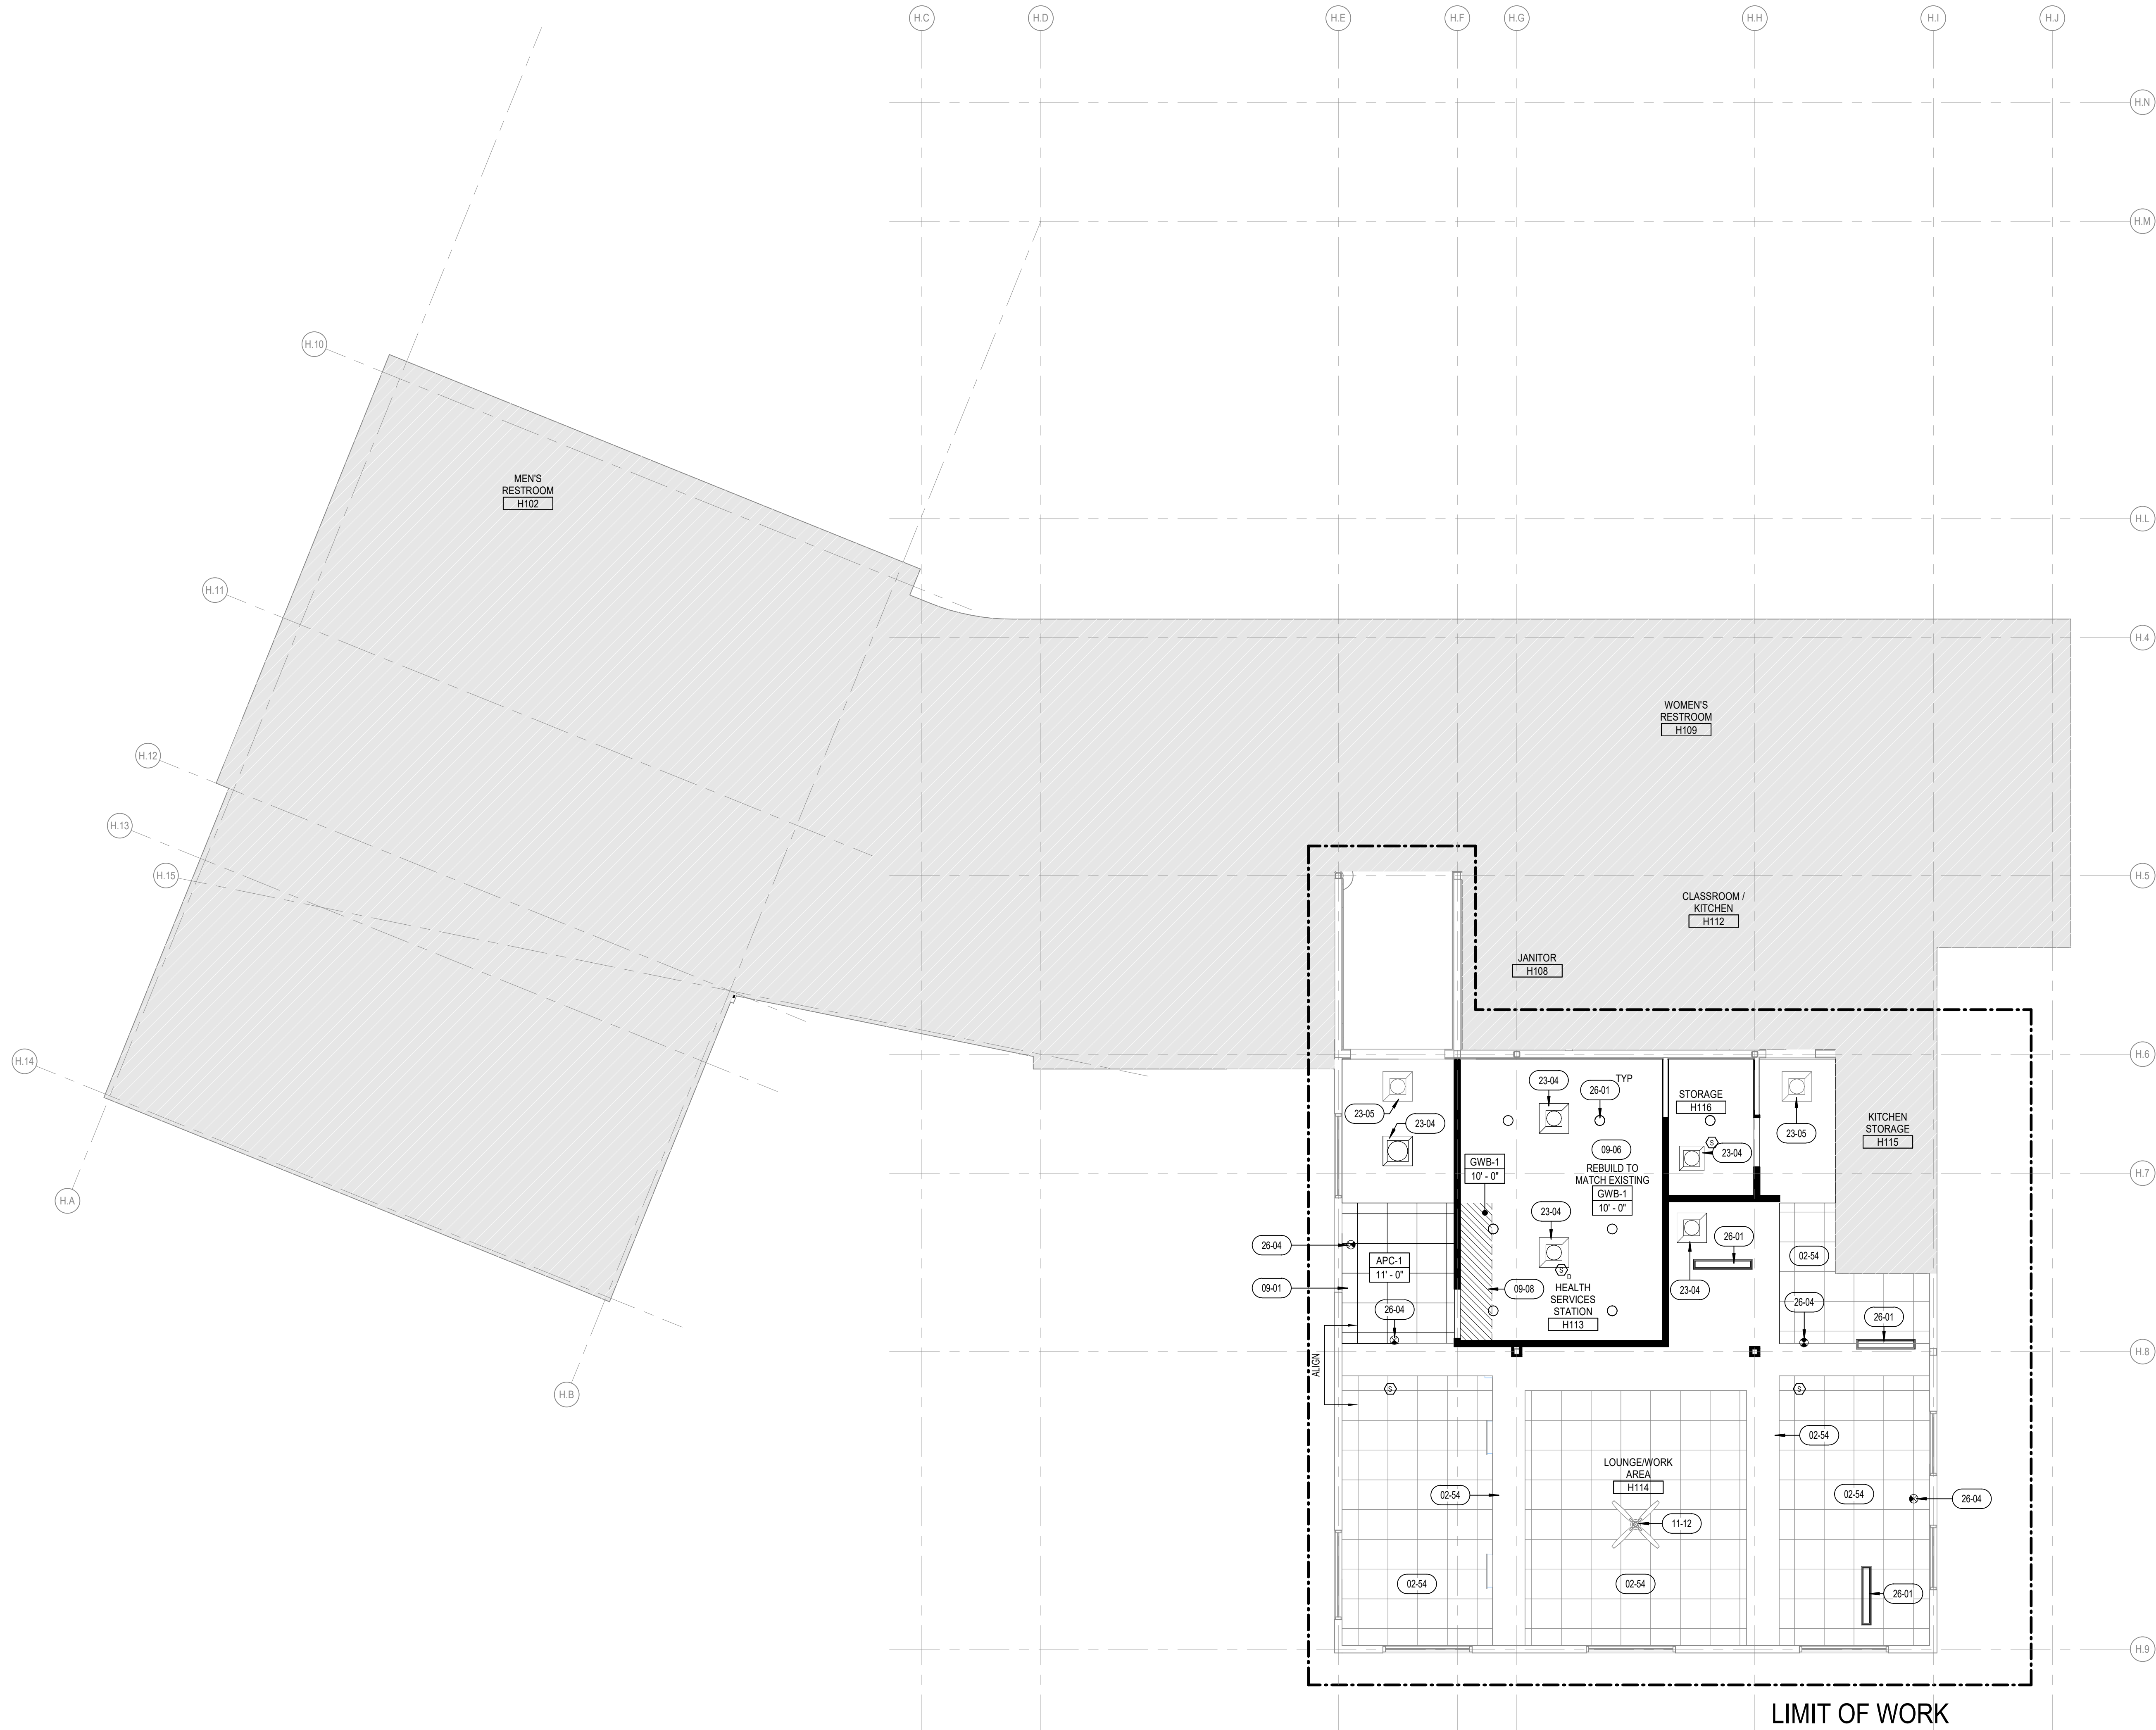 H.C
H.D
H.E
H.F
H.G
H.H
H.I
H.J
H.N
H.M
H.10
MEN'S
RESTROOM
H102
H.L
H.11
H.4
WOMEN'S
RESTROOM
H109
H.12
H.13
H.15
H.5
CLASSROOM /
KITCHEN
H112
JANITOR
H108
H.14
H.6
23-04
26-01
TYP
STORAGE
H116
23-05
23-04
23-05
KITCHEN
STORAGE
H115
S
23-04
09-06
REBUILD TO
MATCH EXISTING
GWB-1
10' - 0"
GWB-1
10' - 0"
H.7
H.A
23-04
26-04
26-01
02-54
APC-1
11' - 0"
S
D
09-01
09-08
HEALTH
SERVICES
STATION
H113
23-04
26-04
26-04
26-01
ALIGN
H.8
H.B
S
S
02-54
LOUNGE/WORK
AREA
H114
02-54
02-54
26-04
11-12
02-54
02-54
26-01
H.9
LIMIT OF WORK